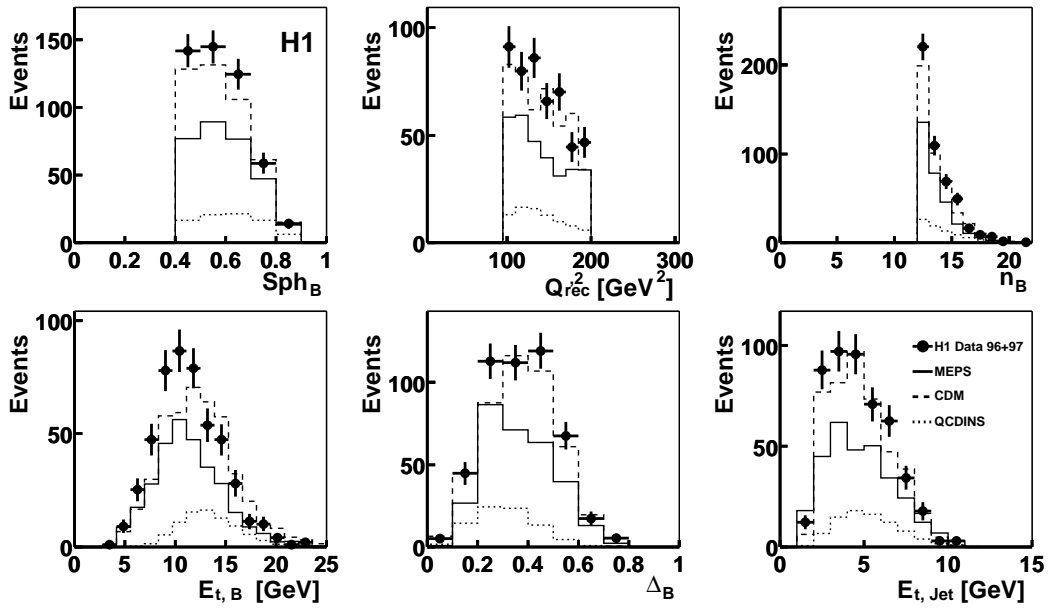 Events
150
100
50
0
H1
0 0.2 0.4 0.6 0.8 1
Sph_B
Events
100
50
0
100 200 300
Q'^2_rec [GeV^2]
Events
200
100
0
0 5 10 15 20
n_B
Events
100
50
0
0 5 10 15 20 25
E_t, B [GeV]
Events
100
50
0
0 0.2 0.4 0.6 0.8 1
Δ_B
Events
100
50
0
H1 Data 96+97
MEPS
CDM
QCDINS
0 5 10 15
E_t, Jet [GeV]